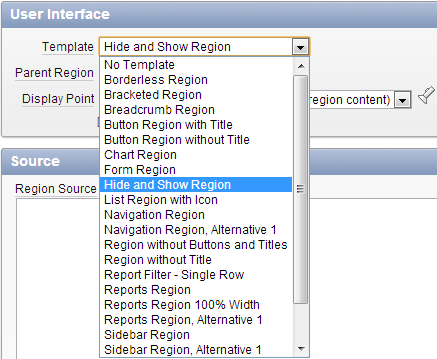 User Interface
Template Hide and Show Region
No Template
Parent Region
Borderless Region
Bracketed Region
Display Point region content)
Breadcrumb Region
Button Region with Title
Button Region without Title
Chart Region
Form Region
Source
Hide and Show Region
Region Source
List Region with Icon
Navigation Region
Navigation Region, Alternative 1
Region without Buttons and Titles
Region without Title
Report Filter - Single Row
Reports Region
Reports Region 100% Width
Reports Region, Alternative 1
Sidebar Region
Sidebar Region, Alternative 1